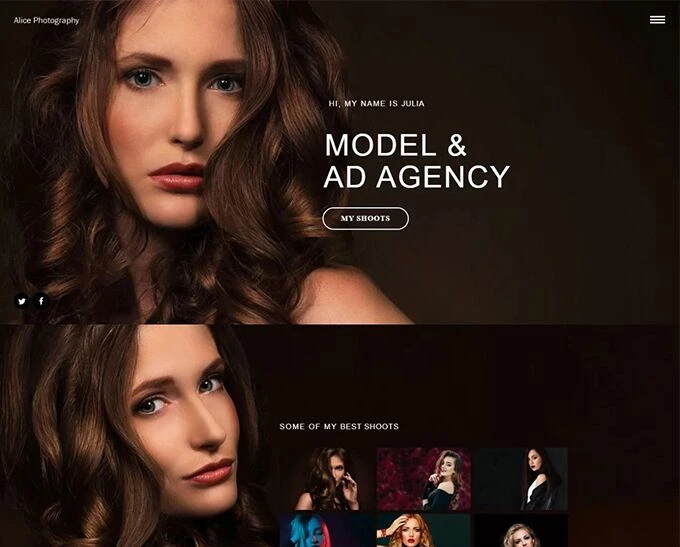 Alice Photography
HI, MY NAME IS JULIA
MODEL &
AD AGENCY
MY SHOOTS
SOME OF MY BEST SHOOTS